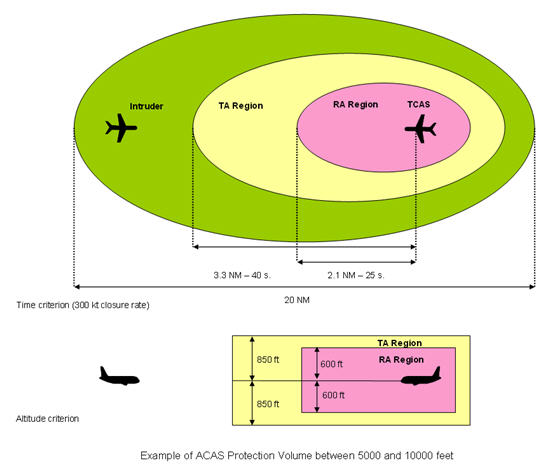 Intruder TA Region RA Region TCAS
3.3 NM – 40 s. 2.1 NM – 25 s.
20 NM
Time criterion (300 kt closure rate)
TA Region
850 ft 600 ft RA Region
850 ft 600 ft
Altitude criterion
Example of ACAS Protection Volume between 5000 and 10000 feet